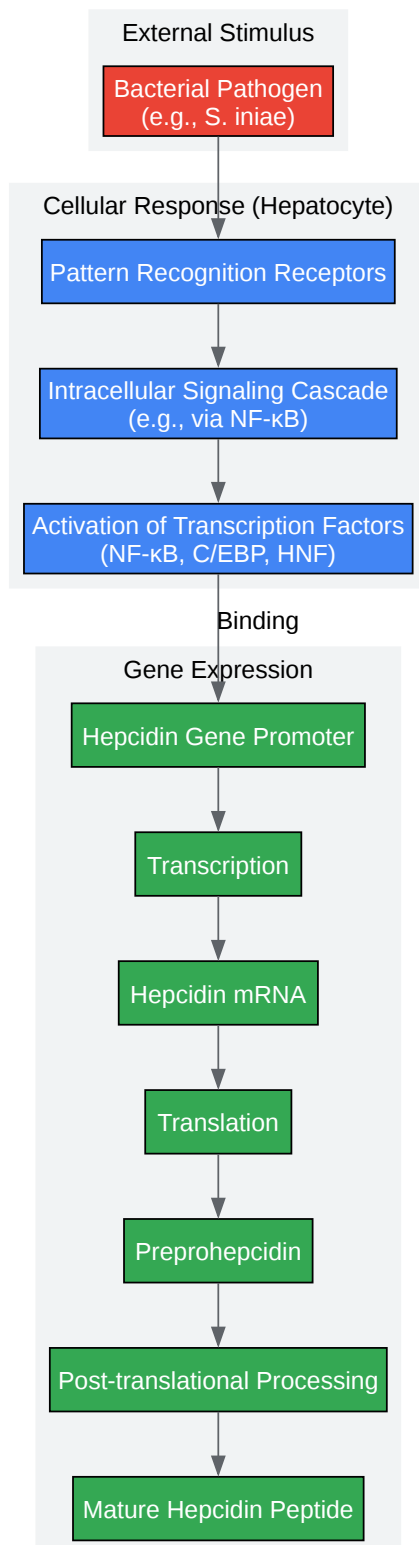 External Stimulus
Bacterial Pathogen
(e.g., S. iniae)
Cellular Response (Hepatocyte)
Pattern Recognition Receptors
Intracellular Signaling Cascade
(e.g., via NF-κB)
Activation of Transcription Factors
(NF-κB, C/EBP, HNF)
Binding
Gene Expression
Hepcidin Gene Promoter
Transcription
Hepcidin mRNA
Translation
Preprohepcidin
Post-translational Processing
Mature Hepcidin Peptide